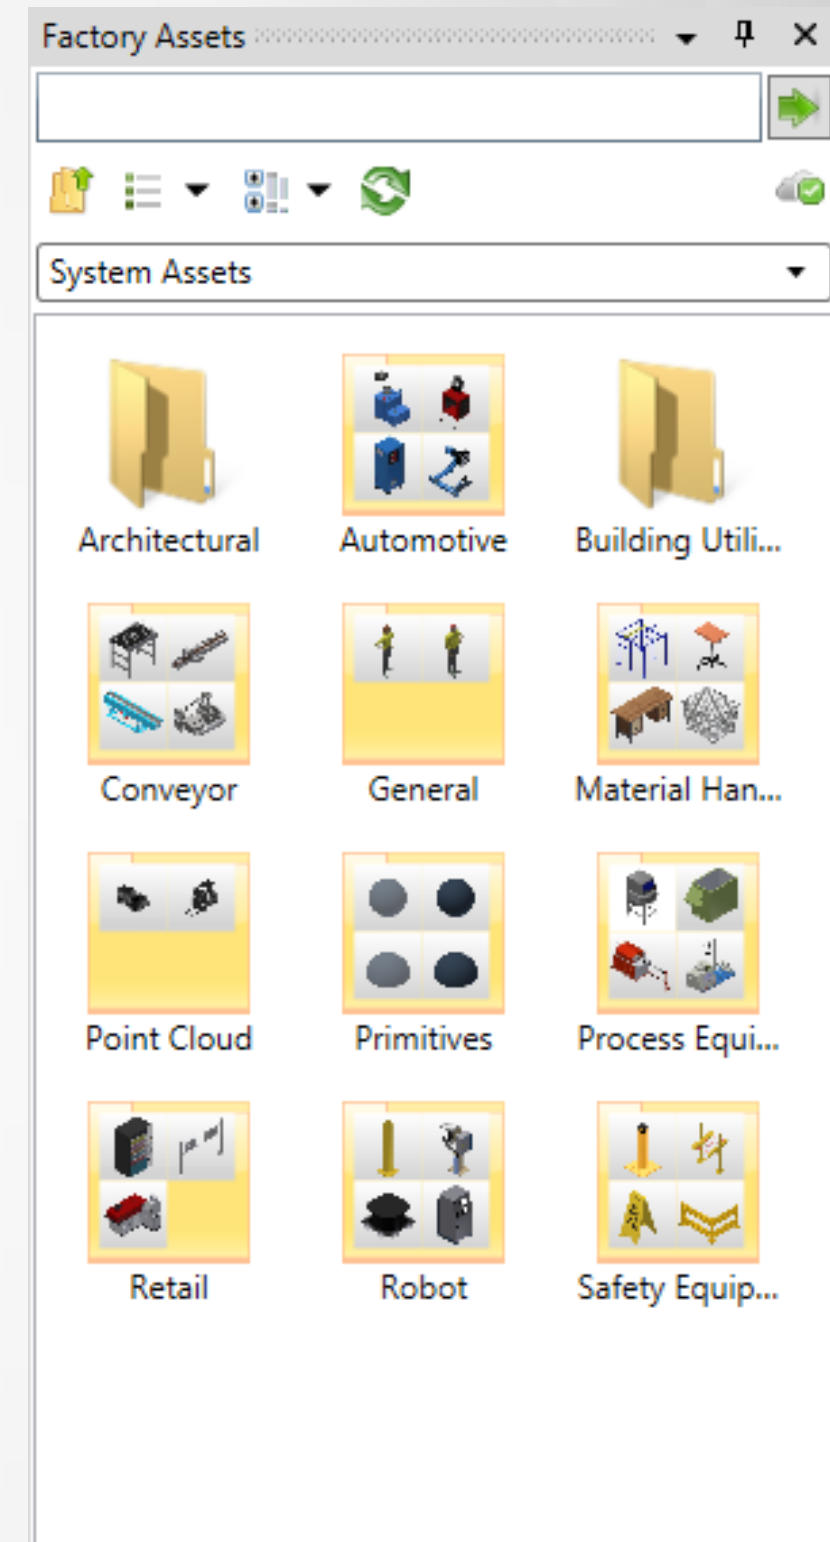 Factory Assets
System Assets
Architectural Automotive Building Utili...
Conveyor General Material Han...
Point Cloud Primitives Process Equi...
Retail Robot Safety Equip...